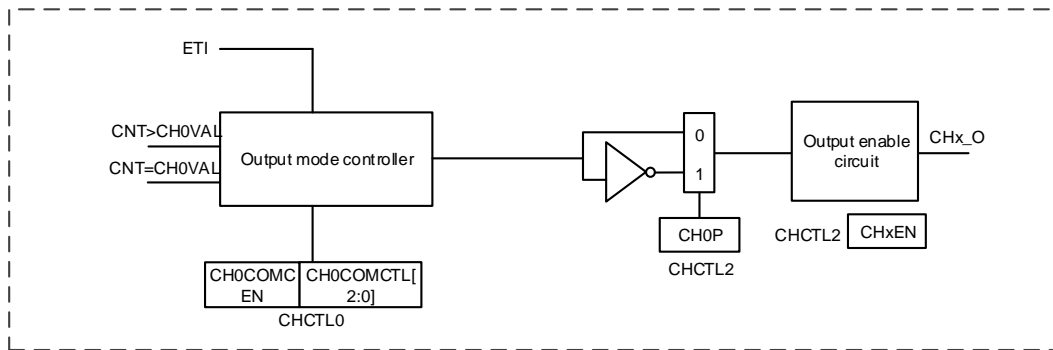 ETI
CNT>CH0VAL
CNT=CH0VAL
Output mode controller
0
1
Output enable
circuit
CHx_O
CH0P
CHCTL2
CHCTL2
CHxEN
CH0COMC
EN
CH0COMCTL[
2:0]
CHCTL0